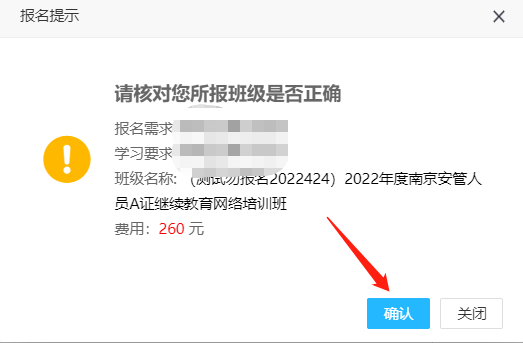 报名提示
请核对您所报班级是否正确
报名需求
学习要求
班级名称:（测试勿报名2022424）2022年度南京安管人
员A证继续教育网络培训班
费用：260 元
确认
关闭